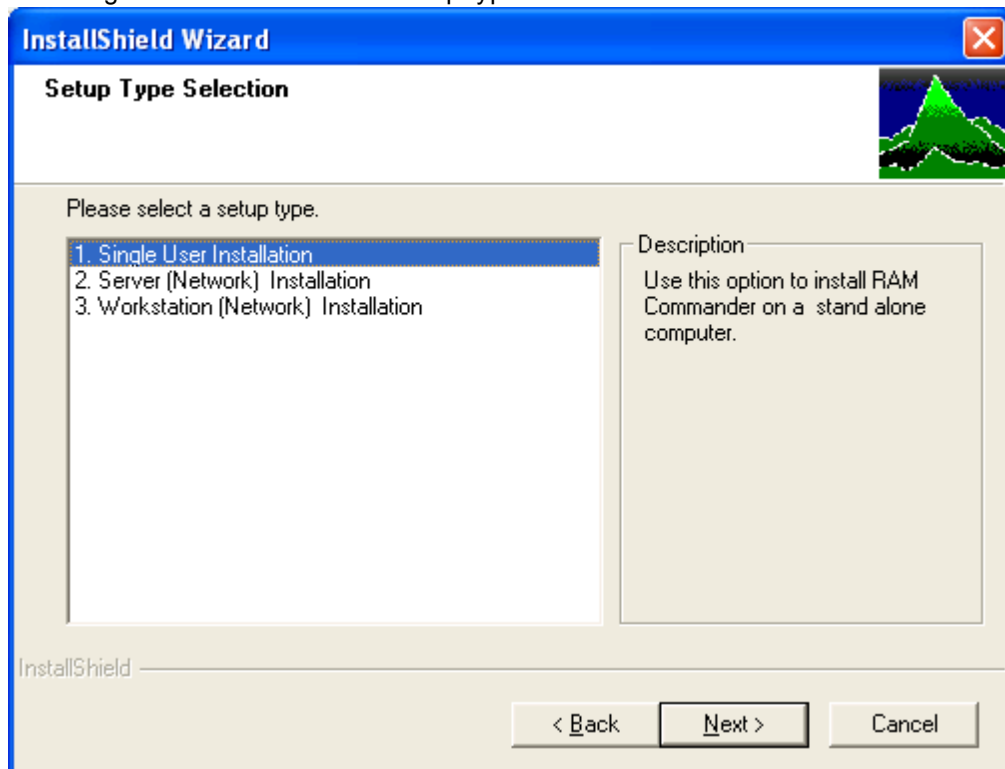 InstallShield Wizard
Setup Type Selection
Please select a setup type.
1. Single User Installation
2. Server (Network) Installation
3. Workstation (Network) Installation
Description
Use this option to install RAM
Commander on a stand alone
computer.
InstallShield
< Back
Next >
Cancel